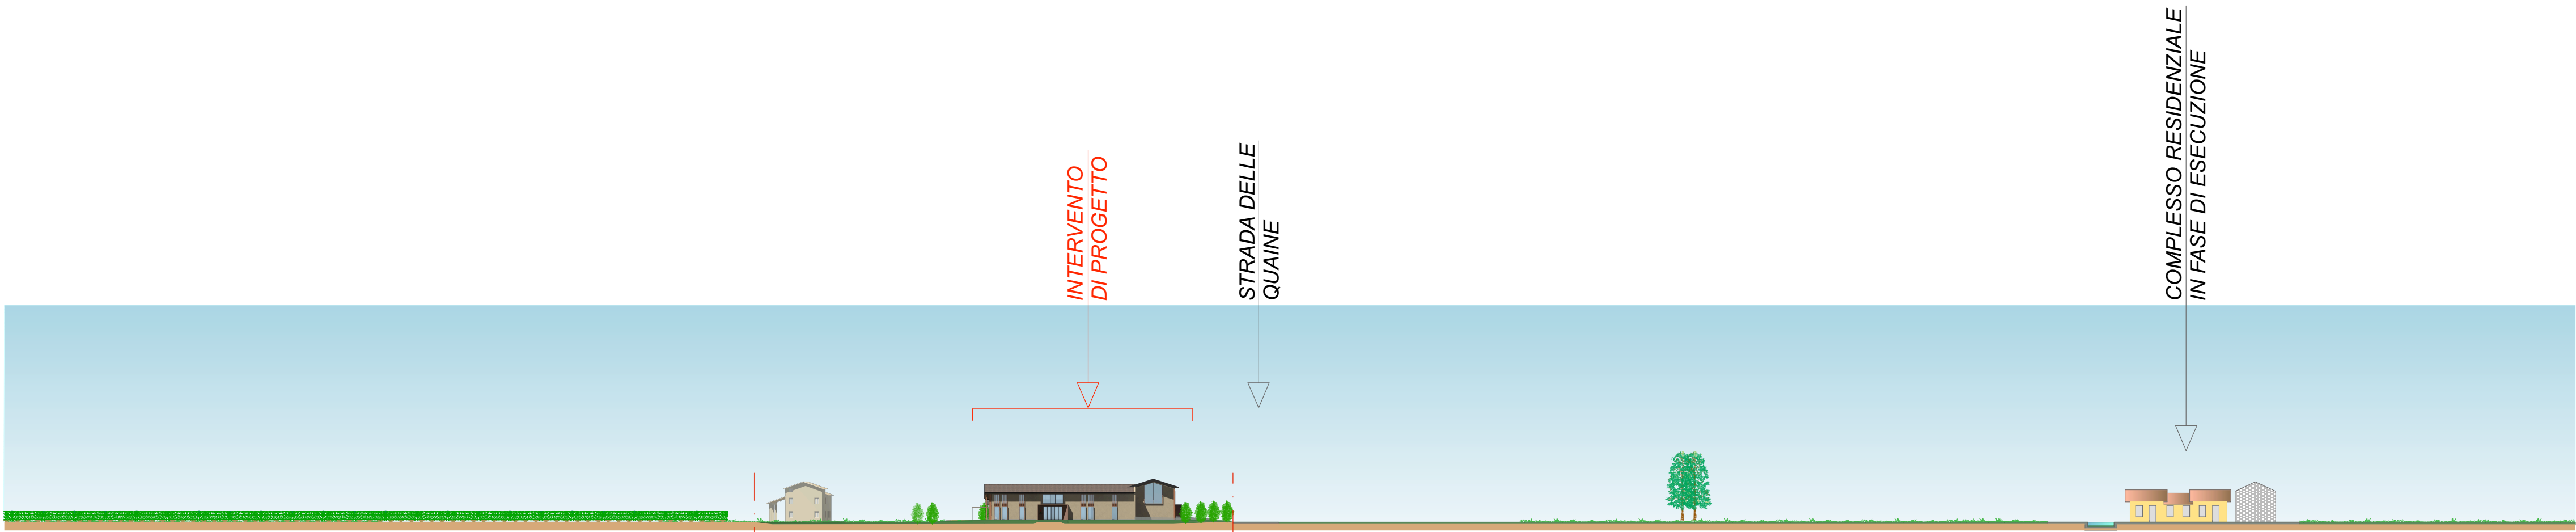 INTERVENTO
DI PROGETTO
STRADA DELLE
QUAINE
COMPLESSO RESIDENZIALE
IN FASE DI ESECUZIONE